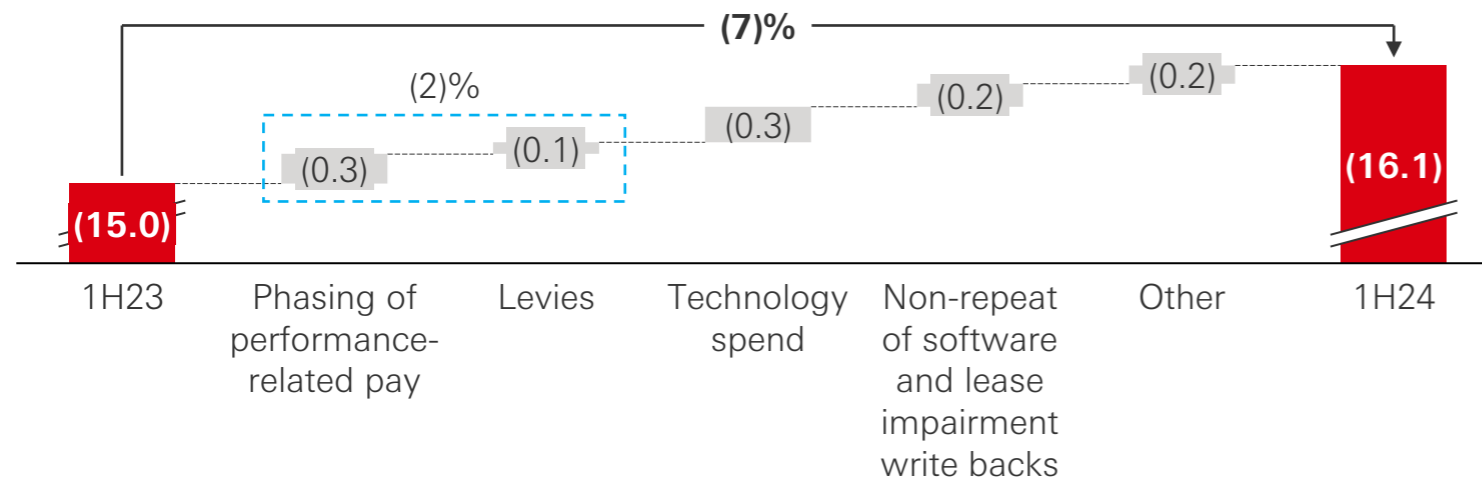 (7)%
(2)%
(15.0)
(0.3)
(0.1)
(0.3)
(0.2)
(0.2)
(16.1)
1H23
Phasing of
performance-
related pay
Levies
Technology
spend
Non-repeat
of software
and lease
impairment
write backs
Other
1H24